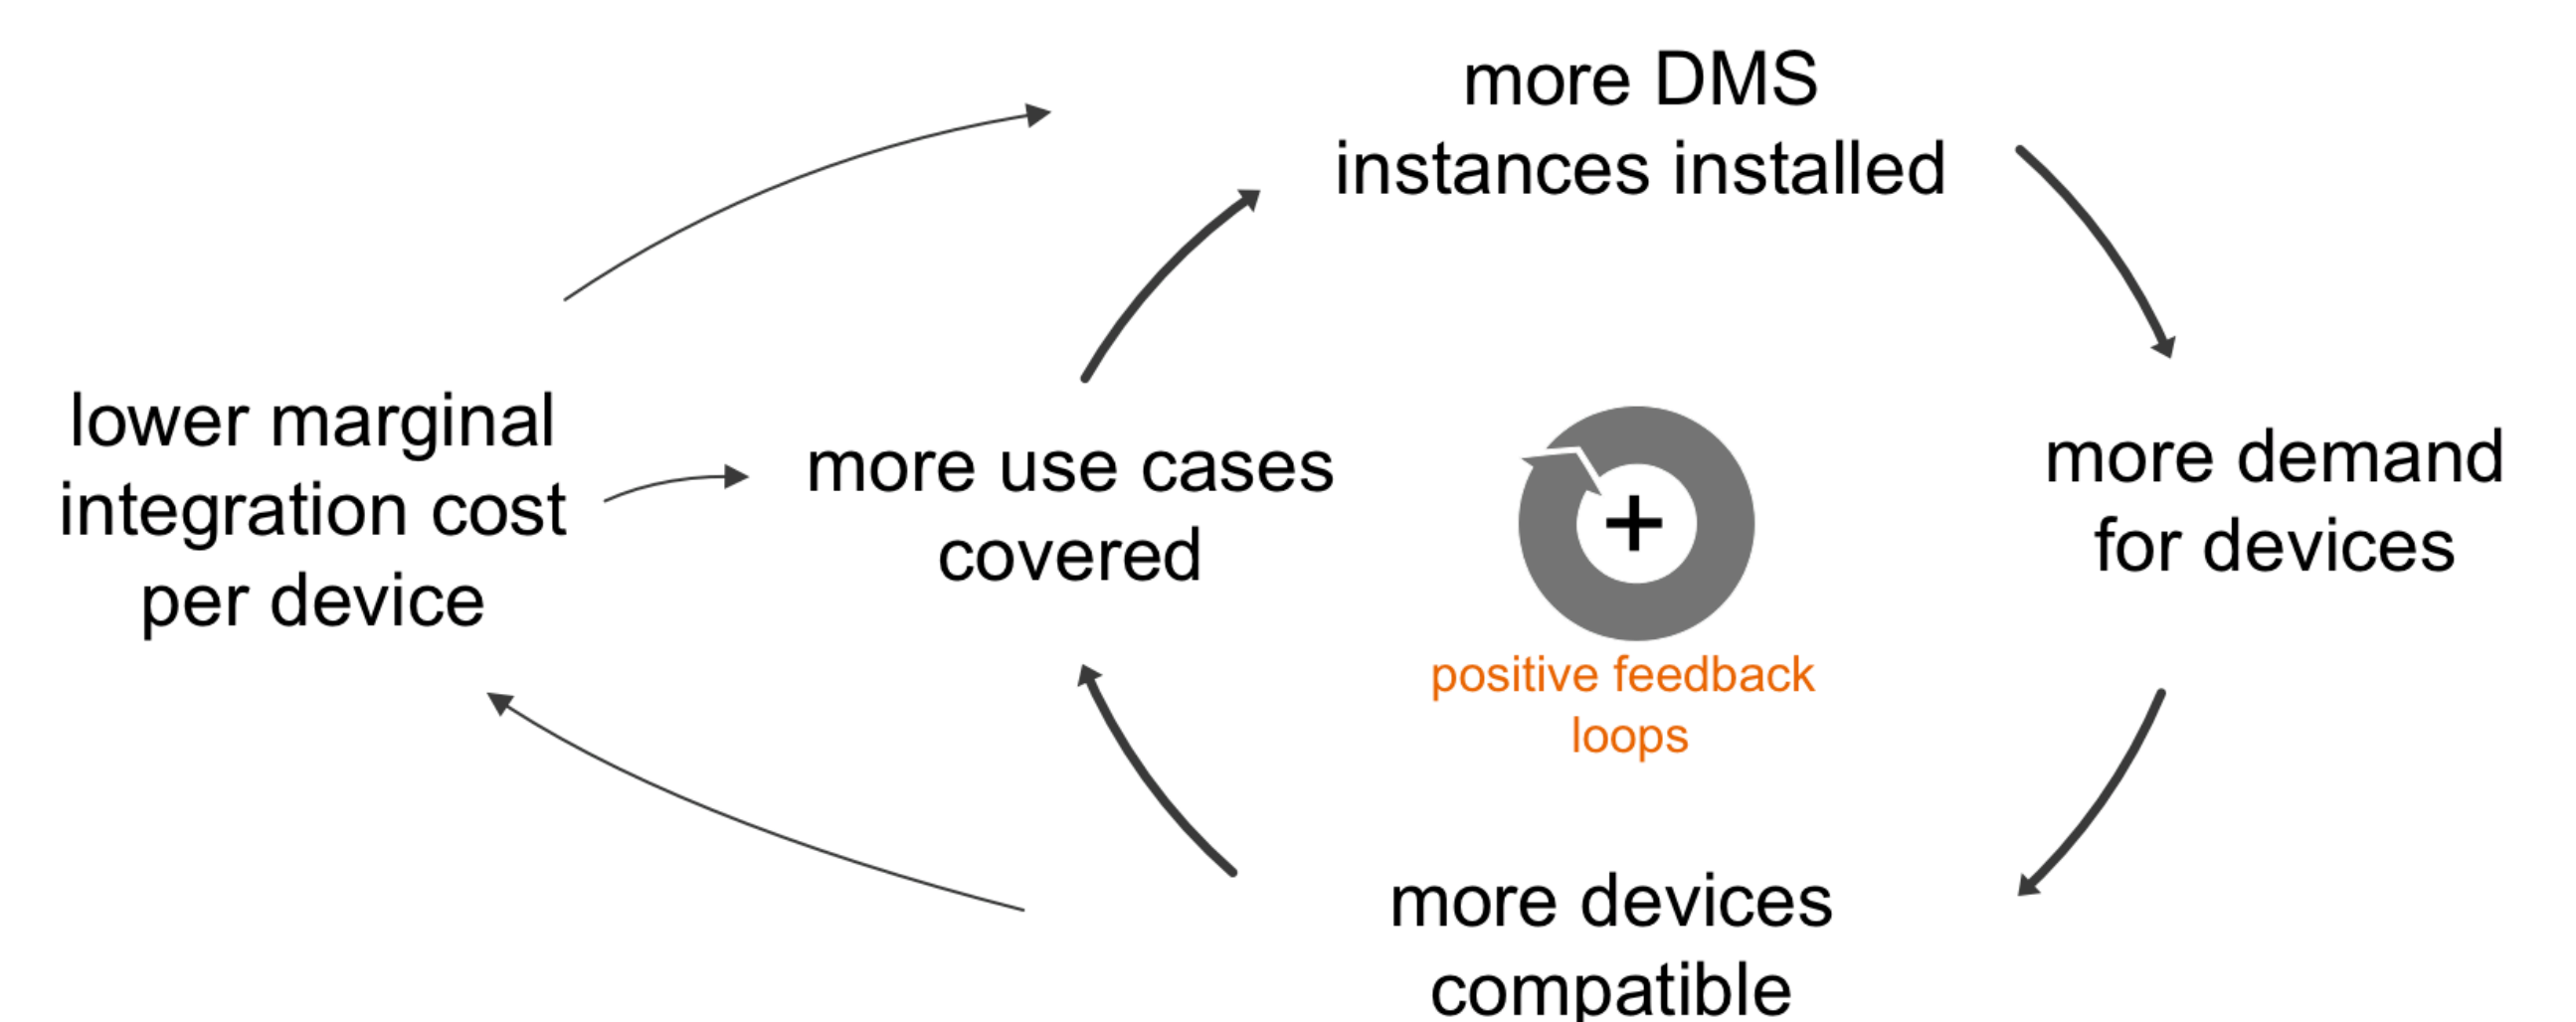 more DMS
instances installed
lower marginal
integration cost
per device
more use cases
covered
+
more demand
for devices
positive feedback
loops
more devices
compatible